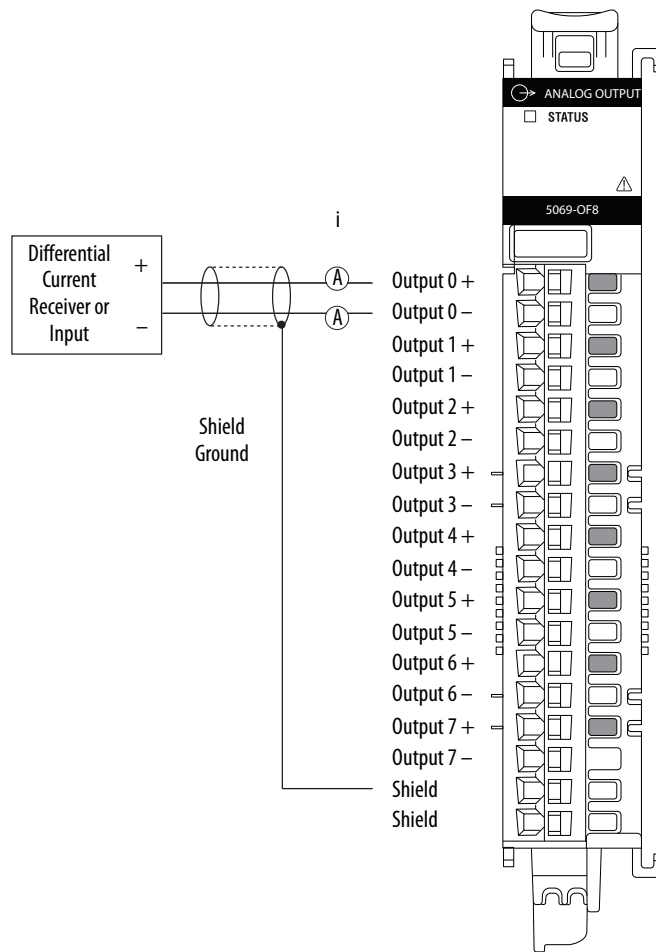 ANALOG OUTPUT
STATUS
5069-OF8
i
Differential
Current
Receiver or
Input
+
–
A
A
Shield
Ground
Output 0 +
Output 0 –
Output 1 +
Output 1 –
Output 2 +
Output 2 –
Output 3 +
Output 3 –
Output 4 +
Output 4 –
Output 5 +
Output 5 –
Output 6 +
Output 6 –
Output 7 +
Output 7 –
Shield
Shield